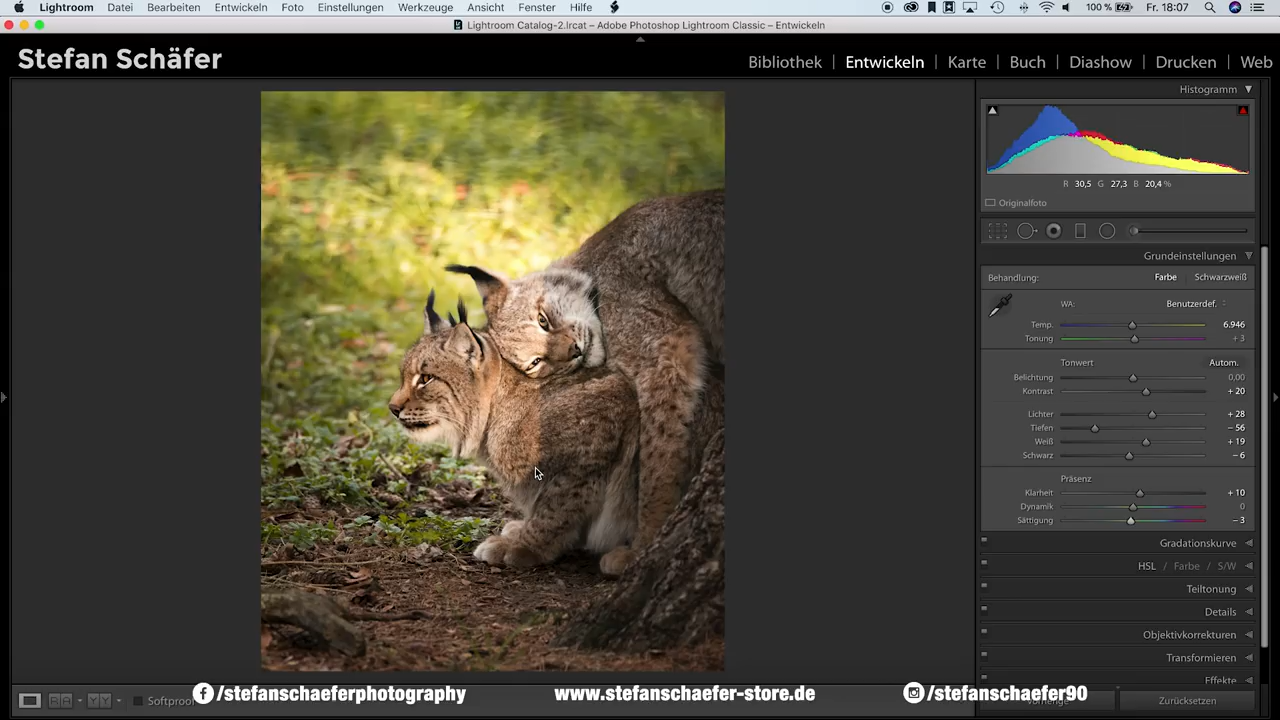 Lightroom Datei Bearbeiten Entwickeln Foto Einstellungen Werkzeuge Ansicht Fenster Hilfe 100 % Fr. 18:07
Lightroom Catalog-2.lrcat – Adobe Photoshop Lightroom Classic – Entwickeln
Stefan Schäfer
Bibliothek | Entwickeln | Karte | Buch | Diashow | Drucken | Web
Histogramm
R 30,5 G 27,3 B 20,4 %
Originalfoto
Grundeinstellungen
Behandlung: Farbe Schwarzweiß
WA: Benutzerdef.
Temp. 6.946
Tonung + 3
Tonwert Autom.
Belichtung 0,00
Kontrast + 20
Lichter + 28
Tiefen – 56
Weiß + 19
Schwarz – 6
Präsenz
Klarheit + 10
Dynamik 0
Sättigung – 3
Gradationskurve
HSL / Farbe / S/W
Teiltonung
Details
Objektivkorrekturen
Transformieren
Effekte
Softproof
/stefanschaeferphotography
www.stefanschaefer-store.de
/stefanschaefer90
Vorherige
Zurücksetzen